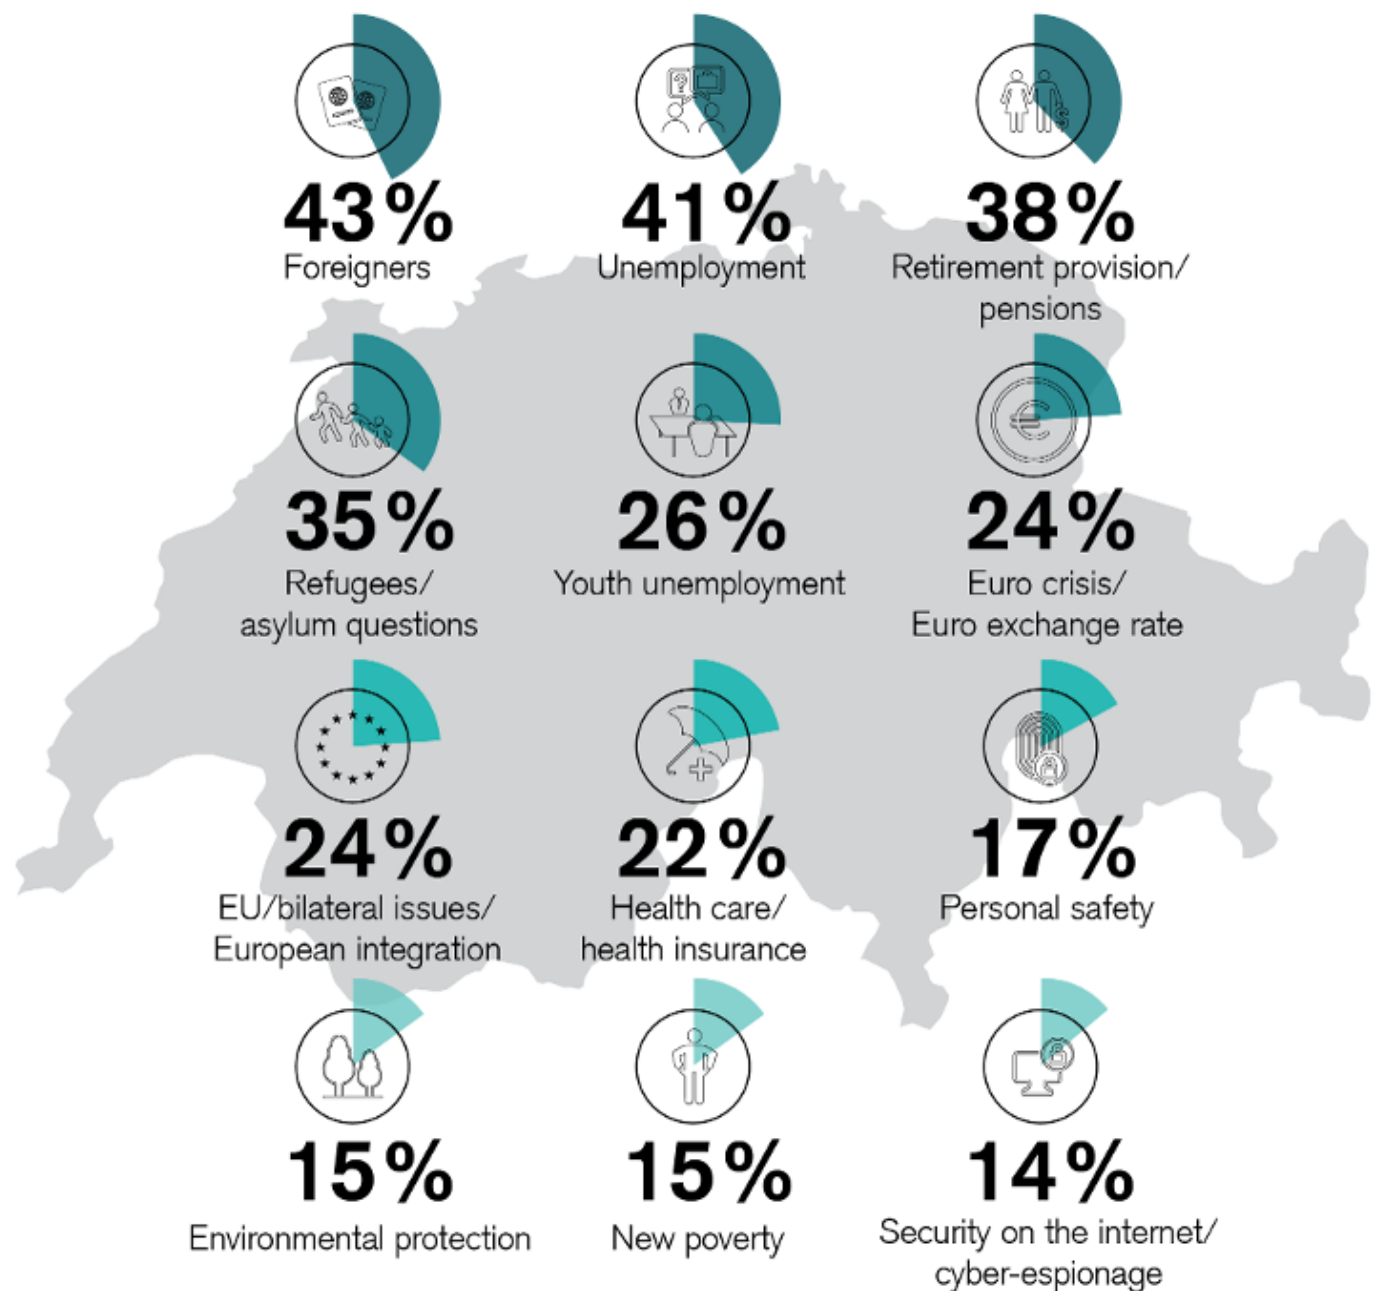 43%
41%
38%
Foreigners
Unemployment
Retirement provision/
pensions
35%
26%
24%
Refugees/
asylum questions
Youth unemployment
Euro crisis/
Euro exchange rate
24%
22%
17%
EU/bilateral issues/
European integration
Health care/
health insurance
Personal safety
15%
15%
14%
Environmental protection
New poverty
Security on the internet/
cyber-espionage